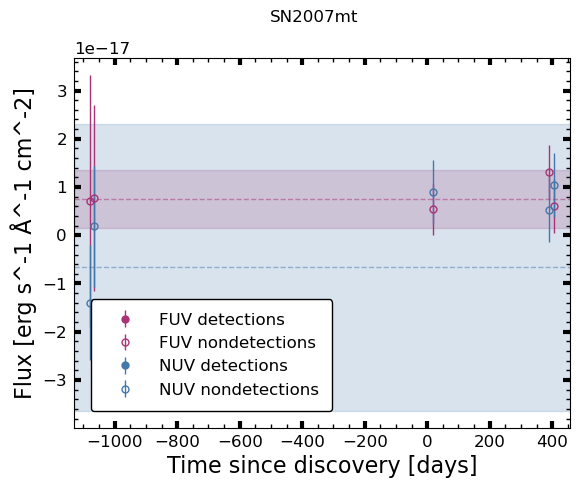 SN2007mt
1e−17
Flux [erg s^-1 Å^-1 cm^-2]
3
2
1
0
−1
−2
−3
FUV detections
FUV nondetections
NUV detections
NUV nondetections
−1000 −800 −600 −400 −200 0 200 400
Time since discovery [days]